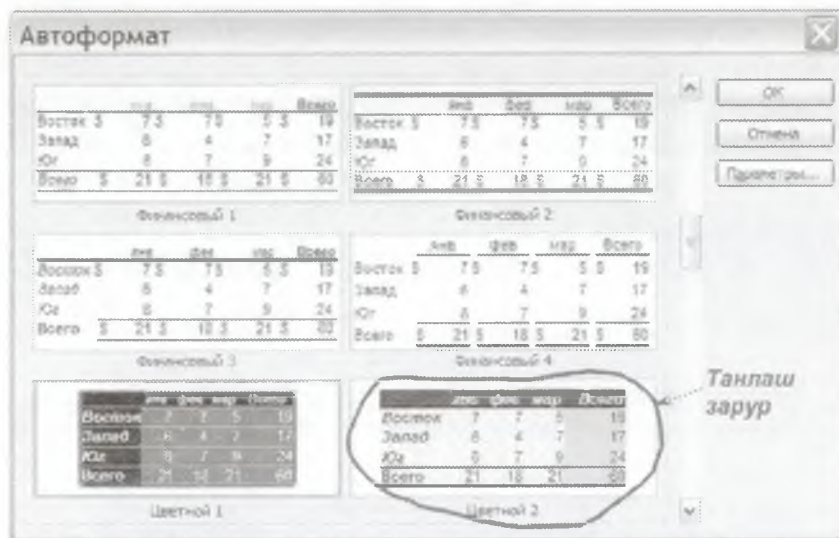 Автоформат
янв фев мар Всего
Восток $ 7 $ 7 $ 5 $ 19
Запад 6 4 7 17
Юг 8 7 9 24
Всего $ 21 $ 18 $ 21 $ 60
Финансовый 1
янв фев мар Всего
Восток $ 7 $ 7 $ 5 $ 19
Запад 6 4 7 17
Юг 8 7 9 24
Всего $ 21 $ 18 $ 21 $ 60
Финансовый 2
янв фев мар Всего
Восток $ 7 $ 7 $ 5 $ 19
Запад 6 4 7 17
Юг 8 7 9 24
Всего $ 21 $ 18 $ 21 $ 60
Финансовый 3
янв фев мар Всего
Восток $ 7 $ 7 $ 5 $ 19
Запад 6 4 7 17
Юг 8 7 9 24
Всего $ 21 $ 18 $ 21 $ 60
Финансовый 4
янв фев мар Всего
Восток 7 7 5 19
Запад 6 4 7 17
Юг 8 7 9 24
Всего 21 18 21 60
Цветной 1
янв фев мар Всего
Восток 7 7 5 19
Запад 6 4 7 17
Юг 8 7 9 24
Всего 21 18 21 60
Цветной 2
ОК
Отмена
Параметры...
Танлаш
зарур